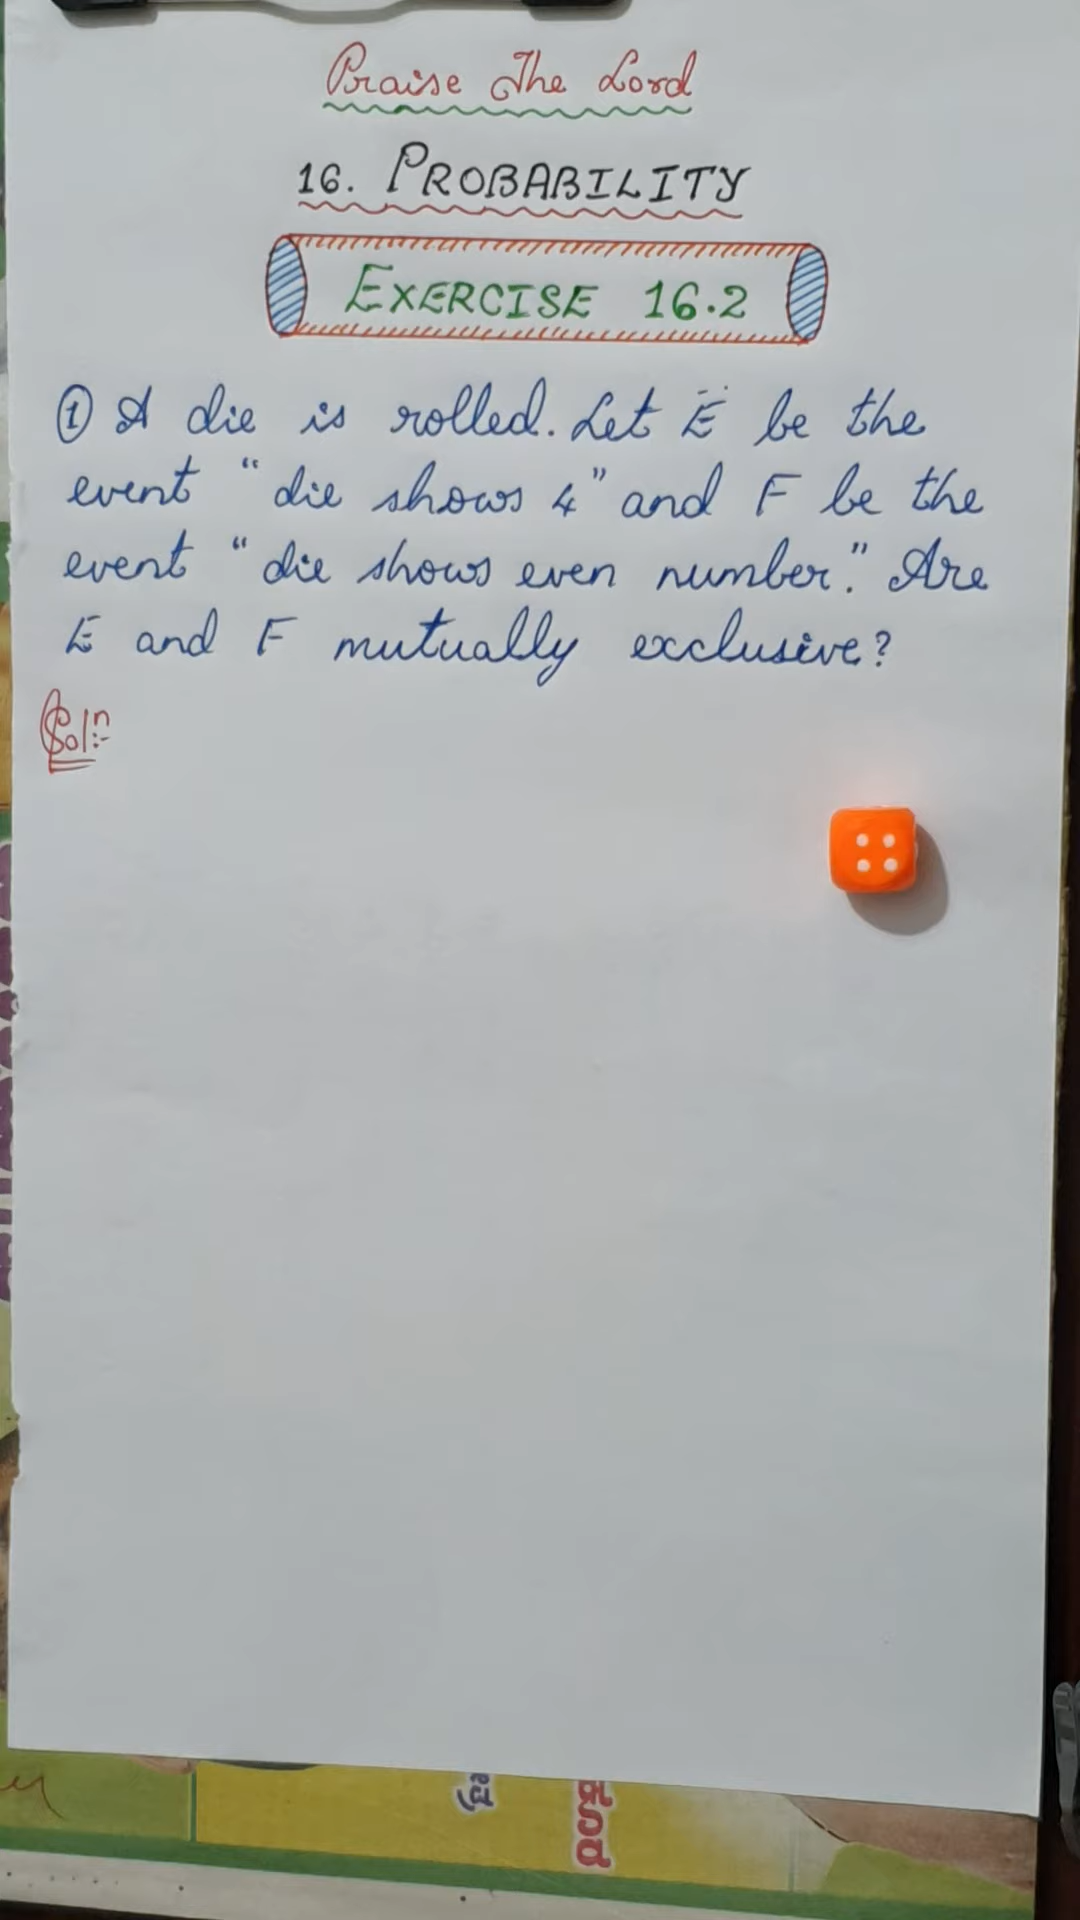 Praise The Lord
16. PROBABILITY
EXERCISE 16.2
① A die is rolled. Let E be the
event “die shows 4” and F be the
event “die shows even number.” Are
E and F mutually exclusive?
Solⁿ:-